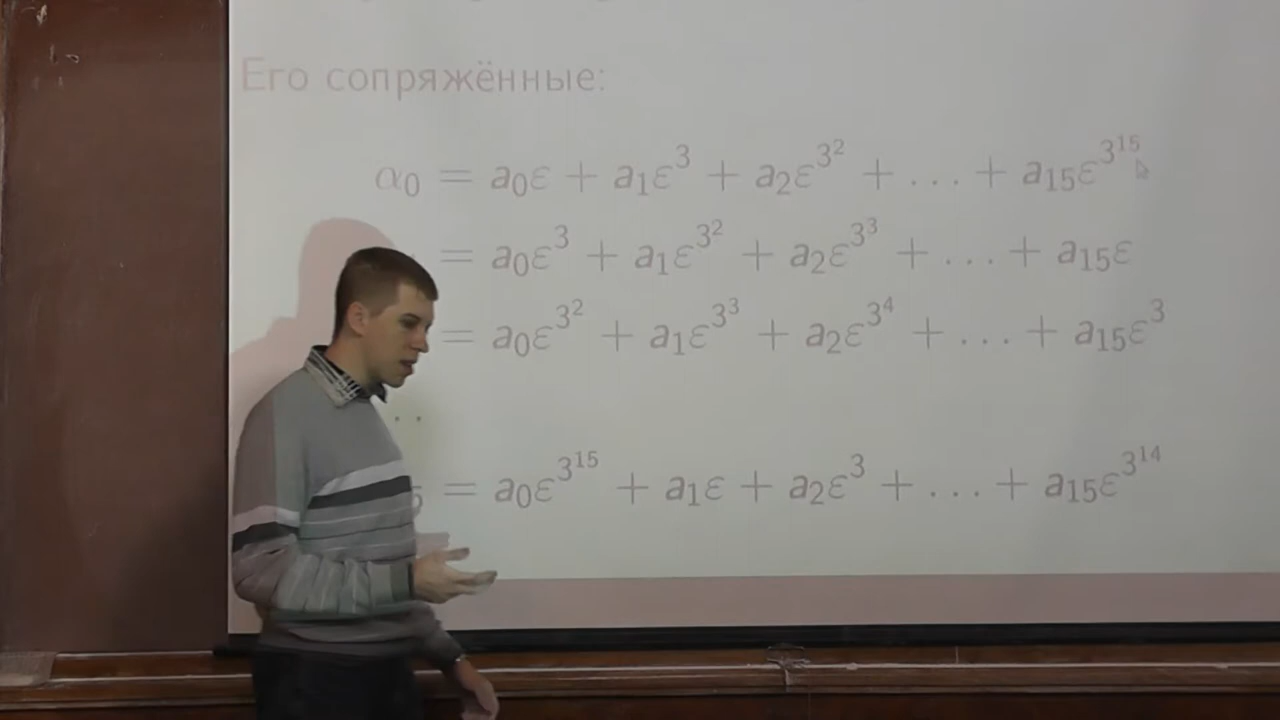 Его сопряжённые:
α₀ = a₀ε + a₁ε^3 + a₂ε^{3^2} + ... + a₁₅ε^{3^{15}}
= a₀ε^3 + a₁ε^{3^2} + a₂ε^{3^3} + ... + a₁₅ε
= a₀ε^{3^2} + a₁ε^{3^3} + a₂ε^{3^4} + ... + a₁₅ε^3
..
₅ = a₀ε^{3^{15}} + a₁ε + a₂ε^3 + ... + a₁₅ε^{3^{14}}